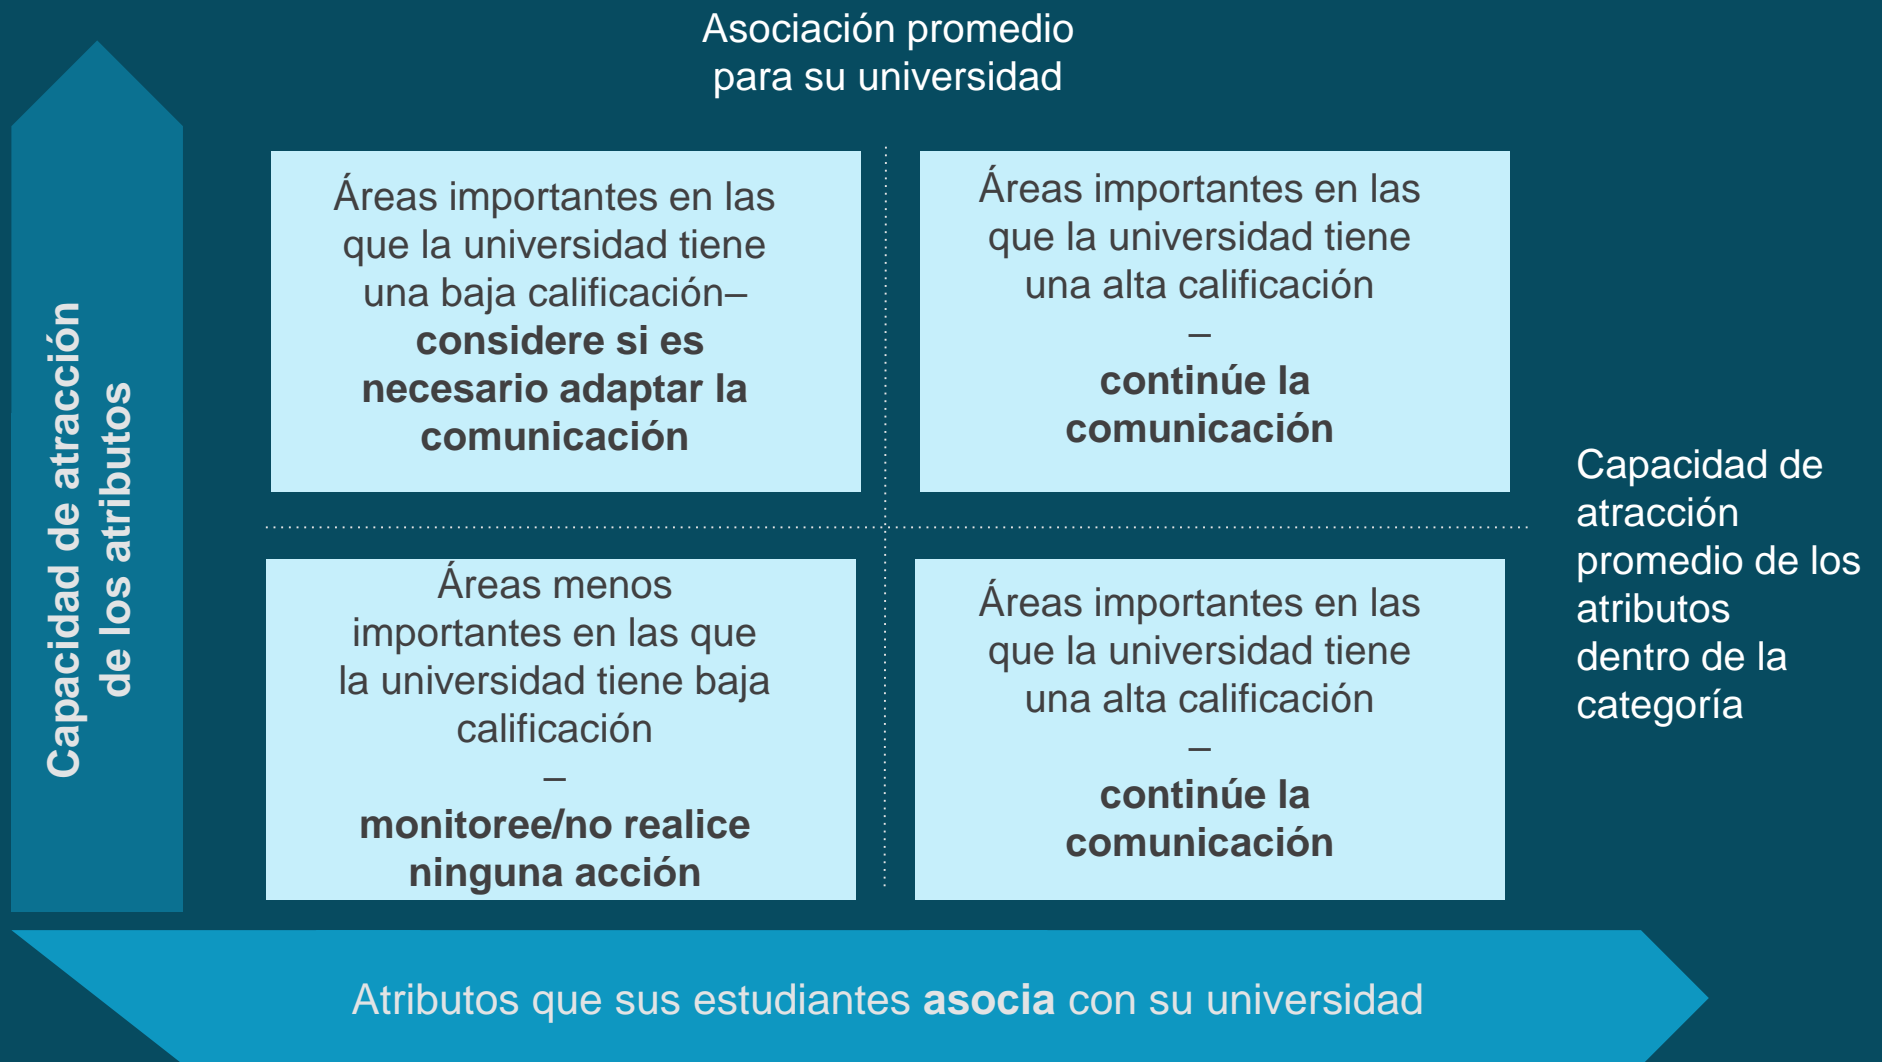 Asociación promedio
para su universidad
Capacidad de atracción
de los atributos
Áreas importantes en las
que la universidad tiene
una baja calificación–
considere si es
necesario adaptar la
comunicación
Áreas importantes en las
que la universidad tiene
una alta calificación
–
continúe la
comunicación
Capacidad de
atracción
promedio de los
atributos
dentro de la
categoría
Áreas menos
importantes en las que
la universidad tiene baja
calificación
–
monitoree/no realice
ninguna acción
Áreas importantes en las
que la universidad tiene
una alta calificación
–
continúe la
comunicación
Atributos que sus estudiantes asocia con su universidad